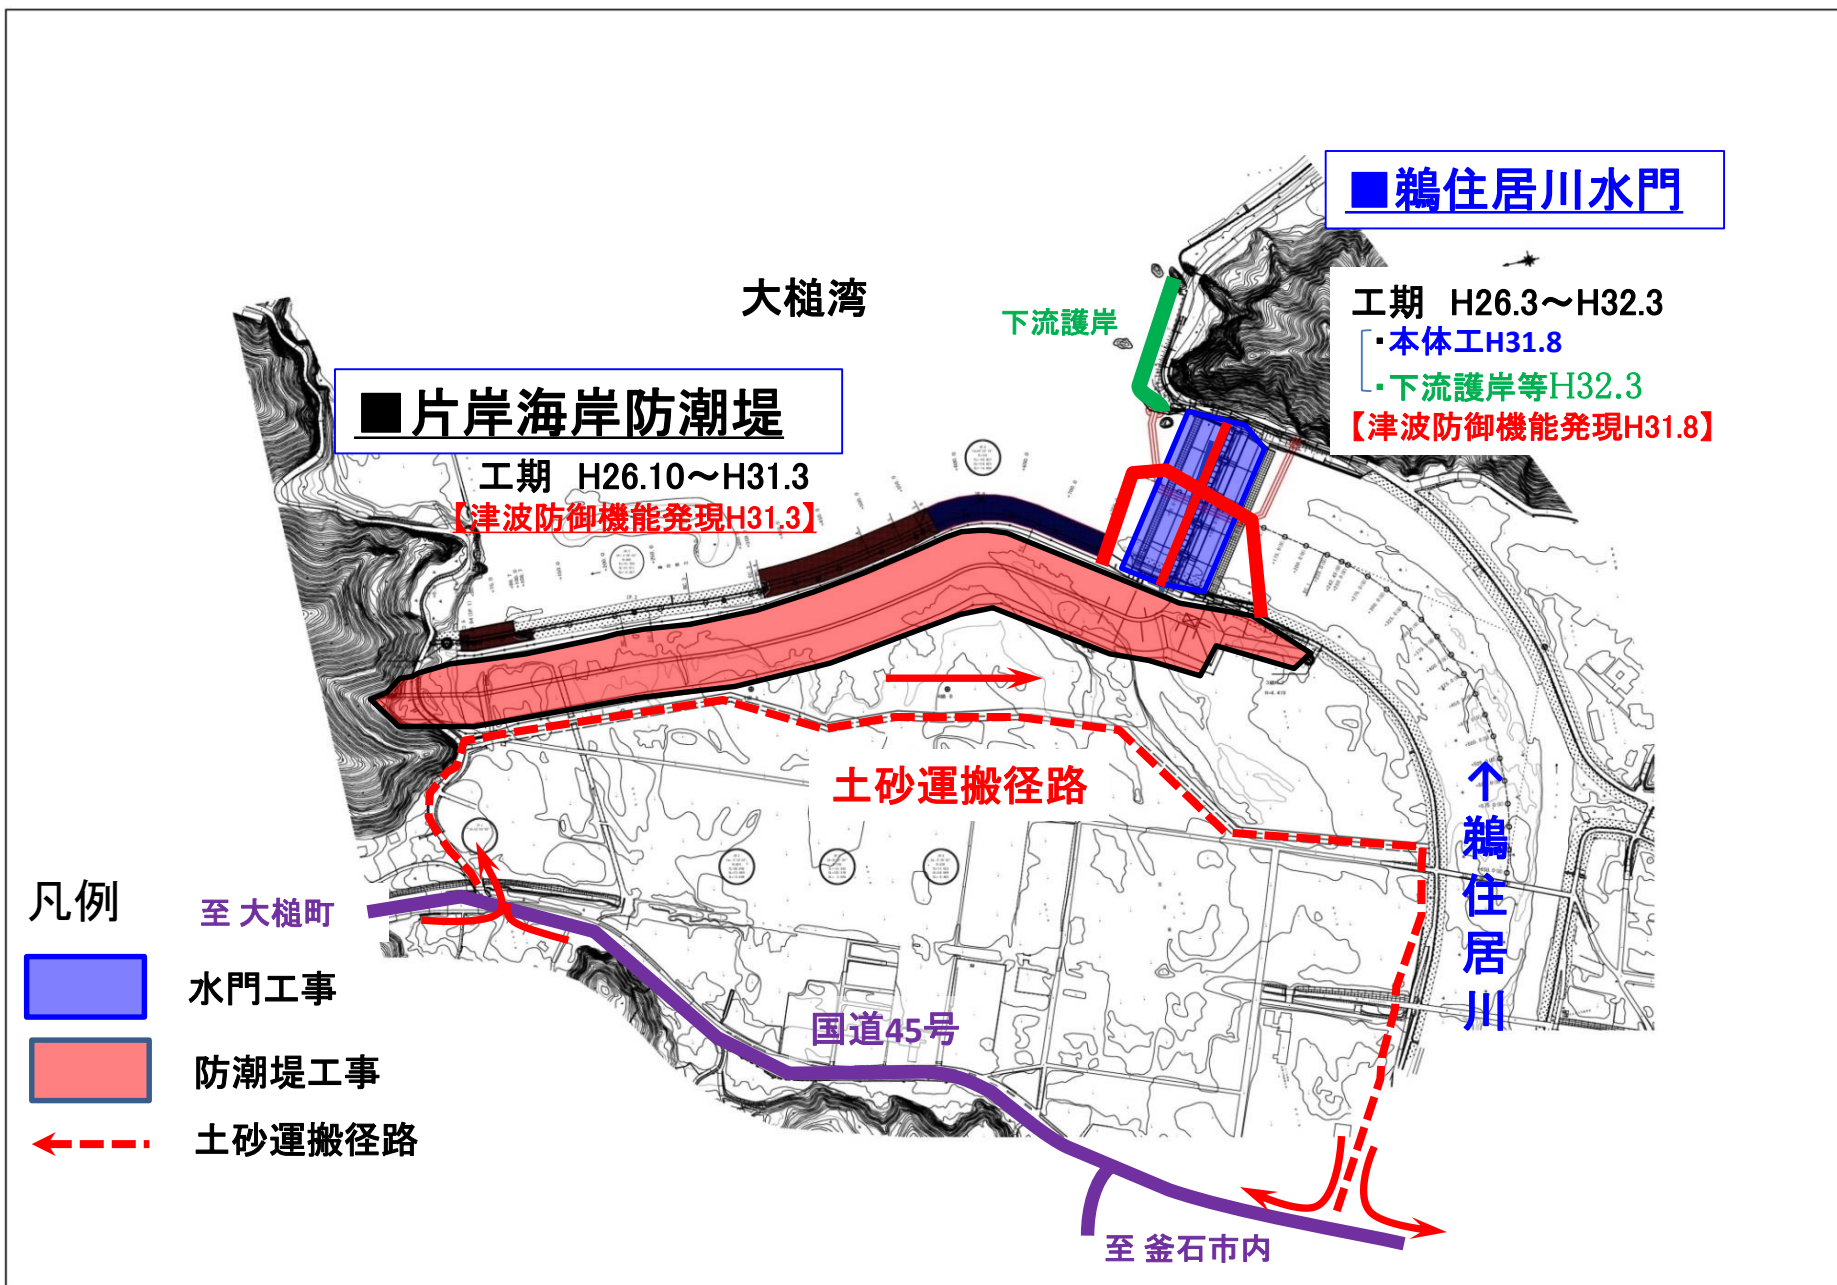 ■鵜住居川水門
工期 H26.3～H32.3
・本体工H31.8
・下流護岸等H32.3
【津波防御機能発現H31.8】
大槌湾
下流護岸
■片岸海岸防潮堤
工期 H26.10～H31.3
【津波防御機能発現H31.3】
土砂運搬径路
↑鵜住居川
凡例
至 大槌町
水門工事
国道45号
防潮堤工事
土砂運搬径路
至 釜石市内